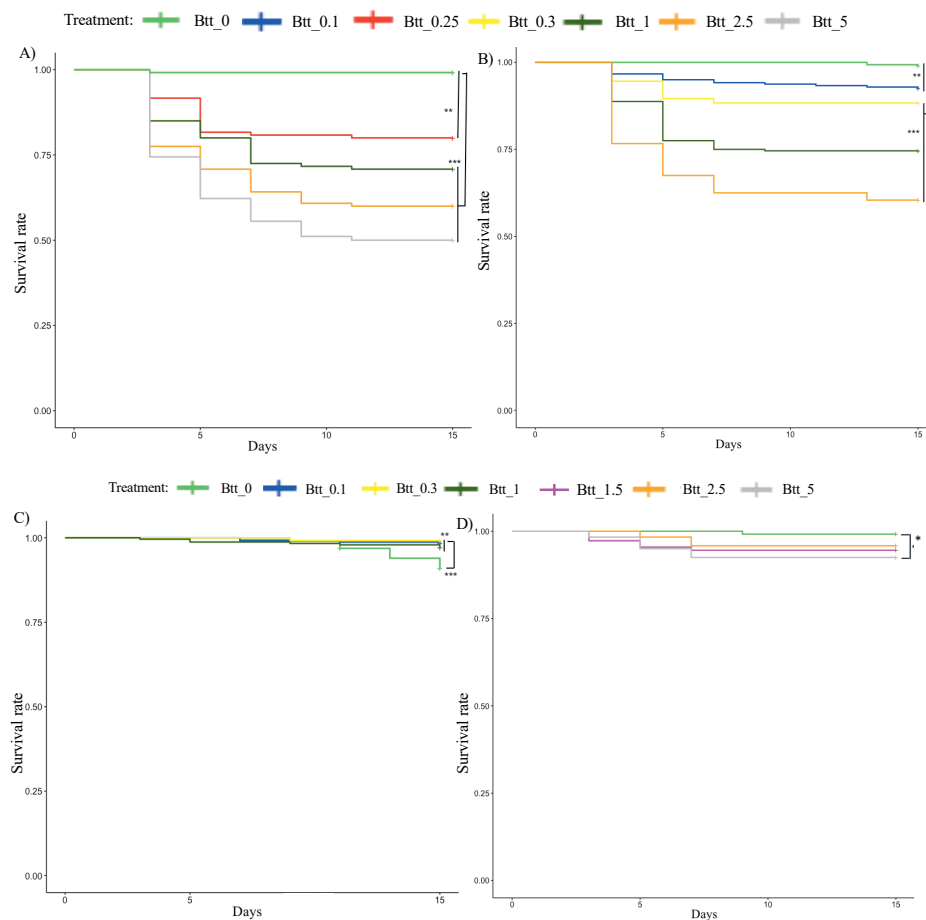 Treatment: Btt_0 Btt_0.1 Btt_0.25 Btt_0.3 Btt_1 Btt_2.5 Btt_5
A)
1.00
0.75
0.50
0.25
0.00
Survival rate
0 5 10 15
Days
**
***
B)
1.00
0.75
0.50
0.25
0.00
Survival rate
0 5 10 15
Days
**
***
Treatment: Btt_0 Btt_0.1 Btt_0.3 Btt_1 Btt_1.5 Btt_2.5 Btt_5
C)
1.00
0.75
0.50
0.25
0.00
Survival rate
0 5 15
Days
**
***
D)
1.00
0.75
0.50
0.25
0.00
Survival rate
0 5 10 15
Days
*